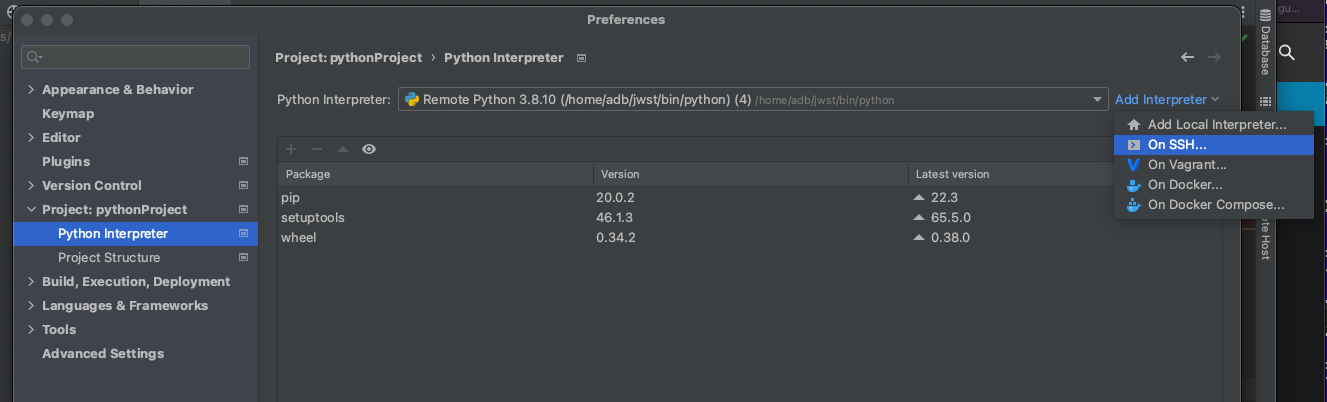 gu...
Preferences
s/
Database
Project: pythonProject › Python Interpreter
Appearance & Behavior
Python Interpreter: Remote Python 3.8.10 (/home/adb/jwst/bin/python) (4) /home/adb/jwst/bin/python Add Interpreter
Keymap
Add Local Interpreter...
Editor
On SSH...
Plugins
On Vagrant...
Package Version Latest version
Version Control
On Docker...
pip 20.0.2 22.3
Project: pythonProject
On Docker Compose...
setuptools 46.1.3 65.5.0
Python Interpreter
wheel 0.34.2 0.38.0
te Host
Project Structure
Build, Execution, Deployment
Languages & Frameworks
Tools
Advanced Settings